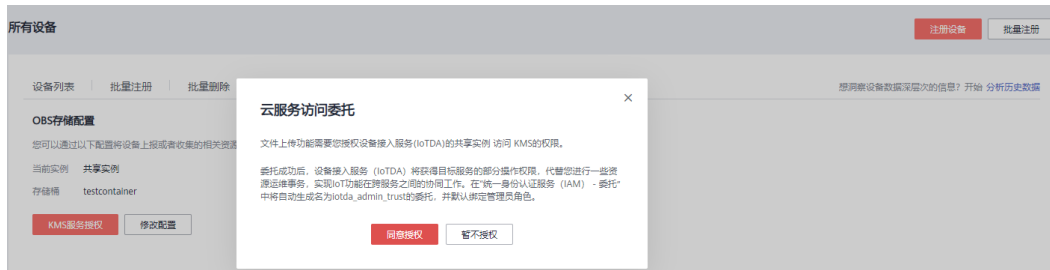 所有设备
注册设备
批量注册
设备列表
批量注册
批量删除
想洞察设备数据深层次的信息？开始 分析历史数据
OBS存储配置
您可以通过以下配置将设备上报或者收集的相关资源
当前实例 共享实例
存储桶 testcontainer
KMS服务授权
修改配置
云服务访问委托
文件上传功能需要您授权设备接入服务(IoTDA)的共享实例 访问 KMS的权限。
委托成功后，设备接入服务（IoTDA）将获得目标服务的部分操作权限，代替您进行一些资
源运维事务，实现IoT功能在跨服务之间的协同工作。在“统一身份认证服务（IAM） - 委托”
中将自动生成名为iotda_admin_trust的委托，并默认绑定管理员角色。
同意授权
暂不授权